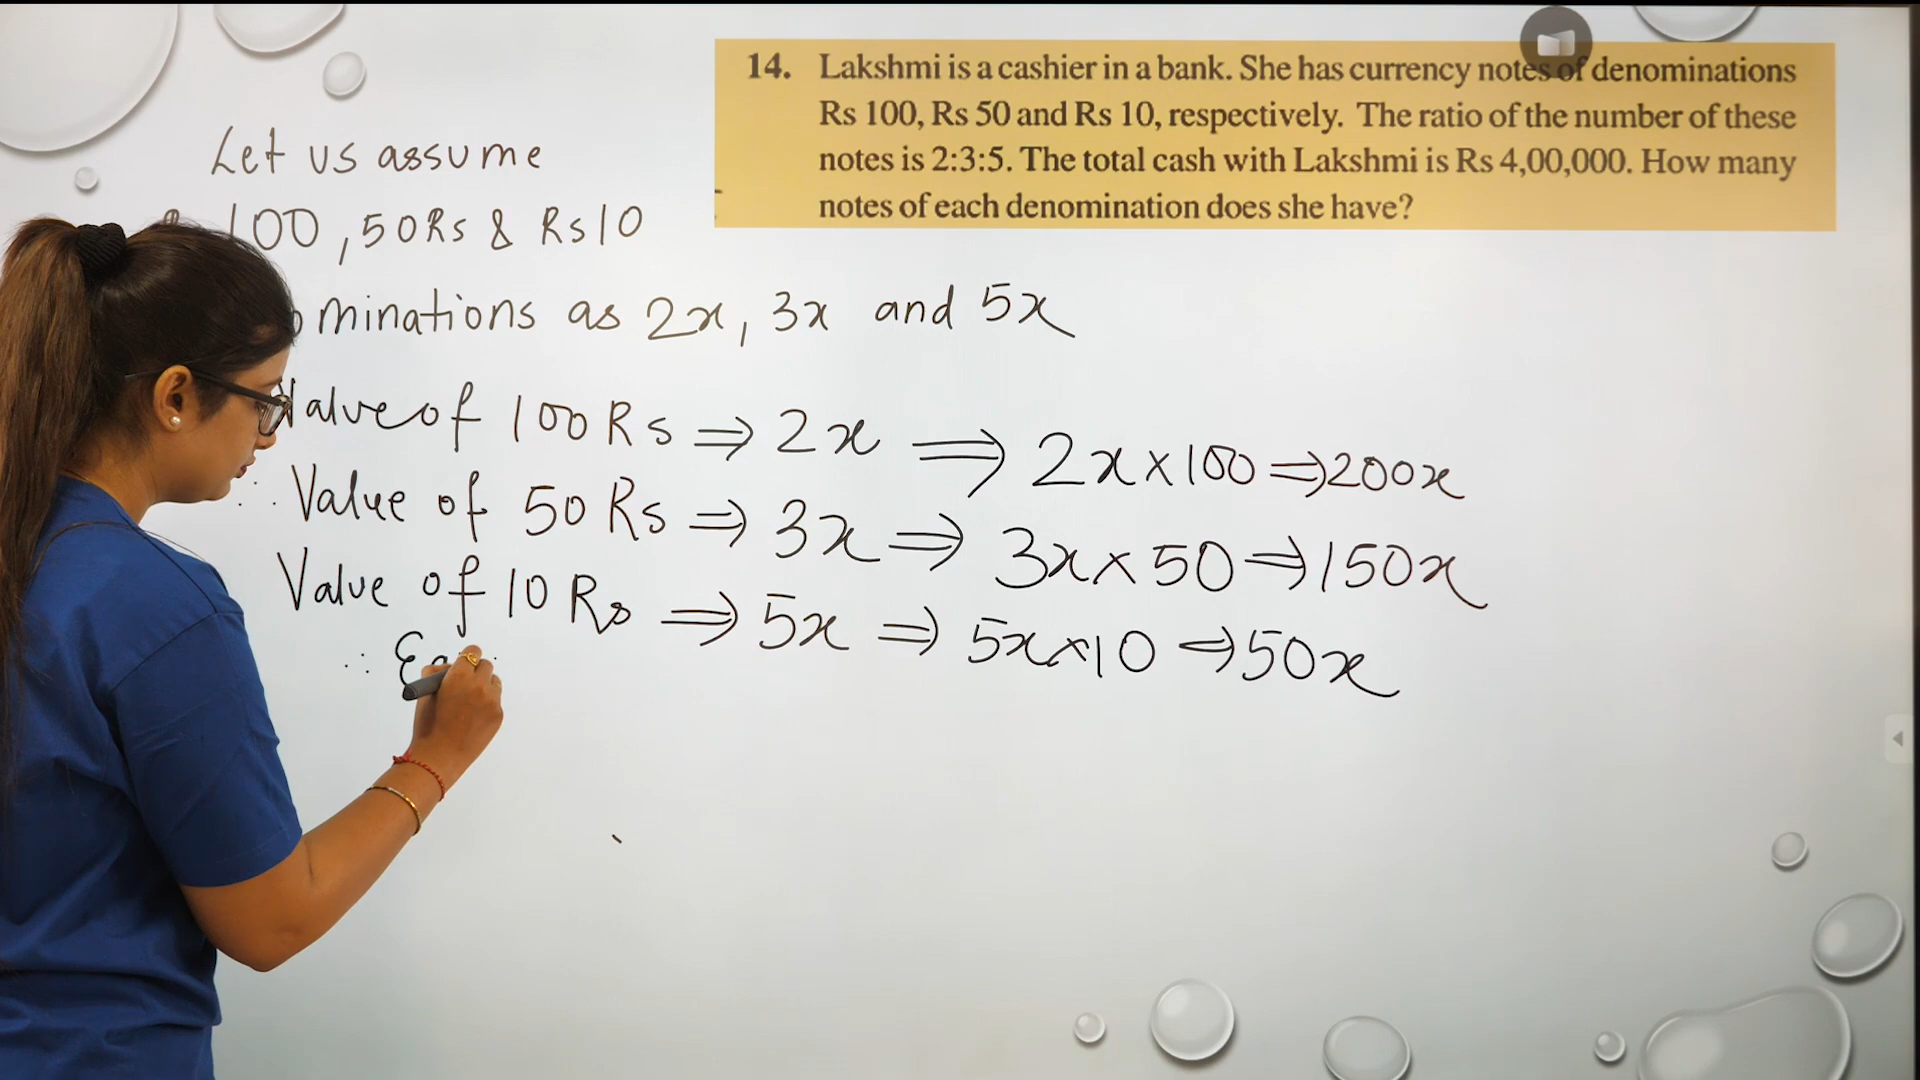 14. Lakshmi is a cashier in a bank. She has currency notes of denominations
Rs 100, Rs 50 and Rs 10, respectively. The ratio of the number of these
notes is 2:3:5. The total cash with Lakshmi is Rs 4,00,000. How many
notes of each denomination does she have?
Let us assume
100, 50Rs & Rs10
ominations as 2x, 3x and 5x
Value of 100 Rs ⇒ 2x ⇒ 2x×100 ⇒ 200x
∴ Value of 50 Rs ⇒ 3x ⇒ 3x×50 ⇒ 150x
Value of 10 Rs ⇒ 5x ⇒ 5x×10 ⇒ 50x
∴